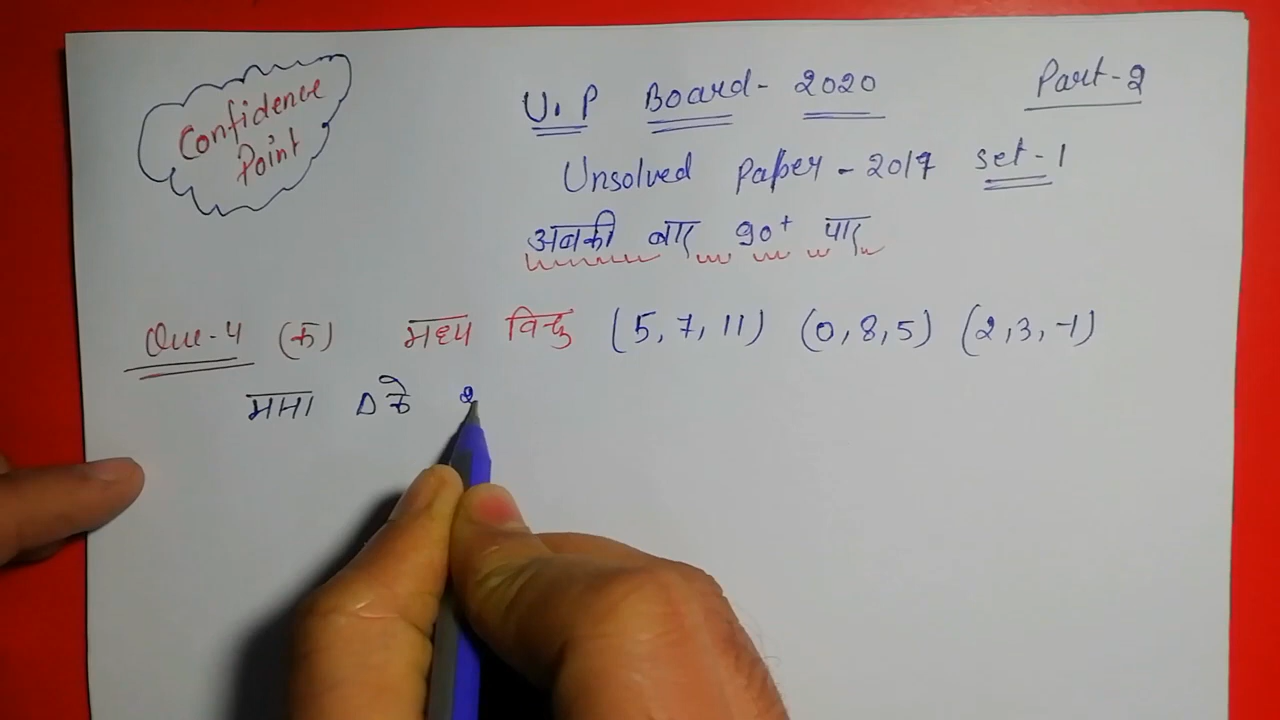 Confidence
Point
U.P Board - 2020
Part-2
Unsolved Paper - 2017 Set-1
अबकी बार 90+ पार
Que-4 (क) मध्य विन्दु (5,7,11) (0,8,5) (2,3,-1)
माना Δ के